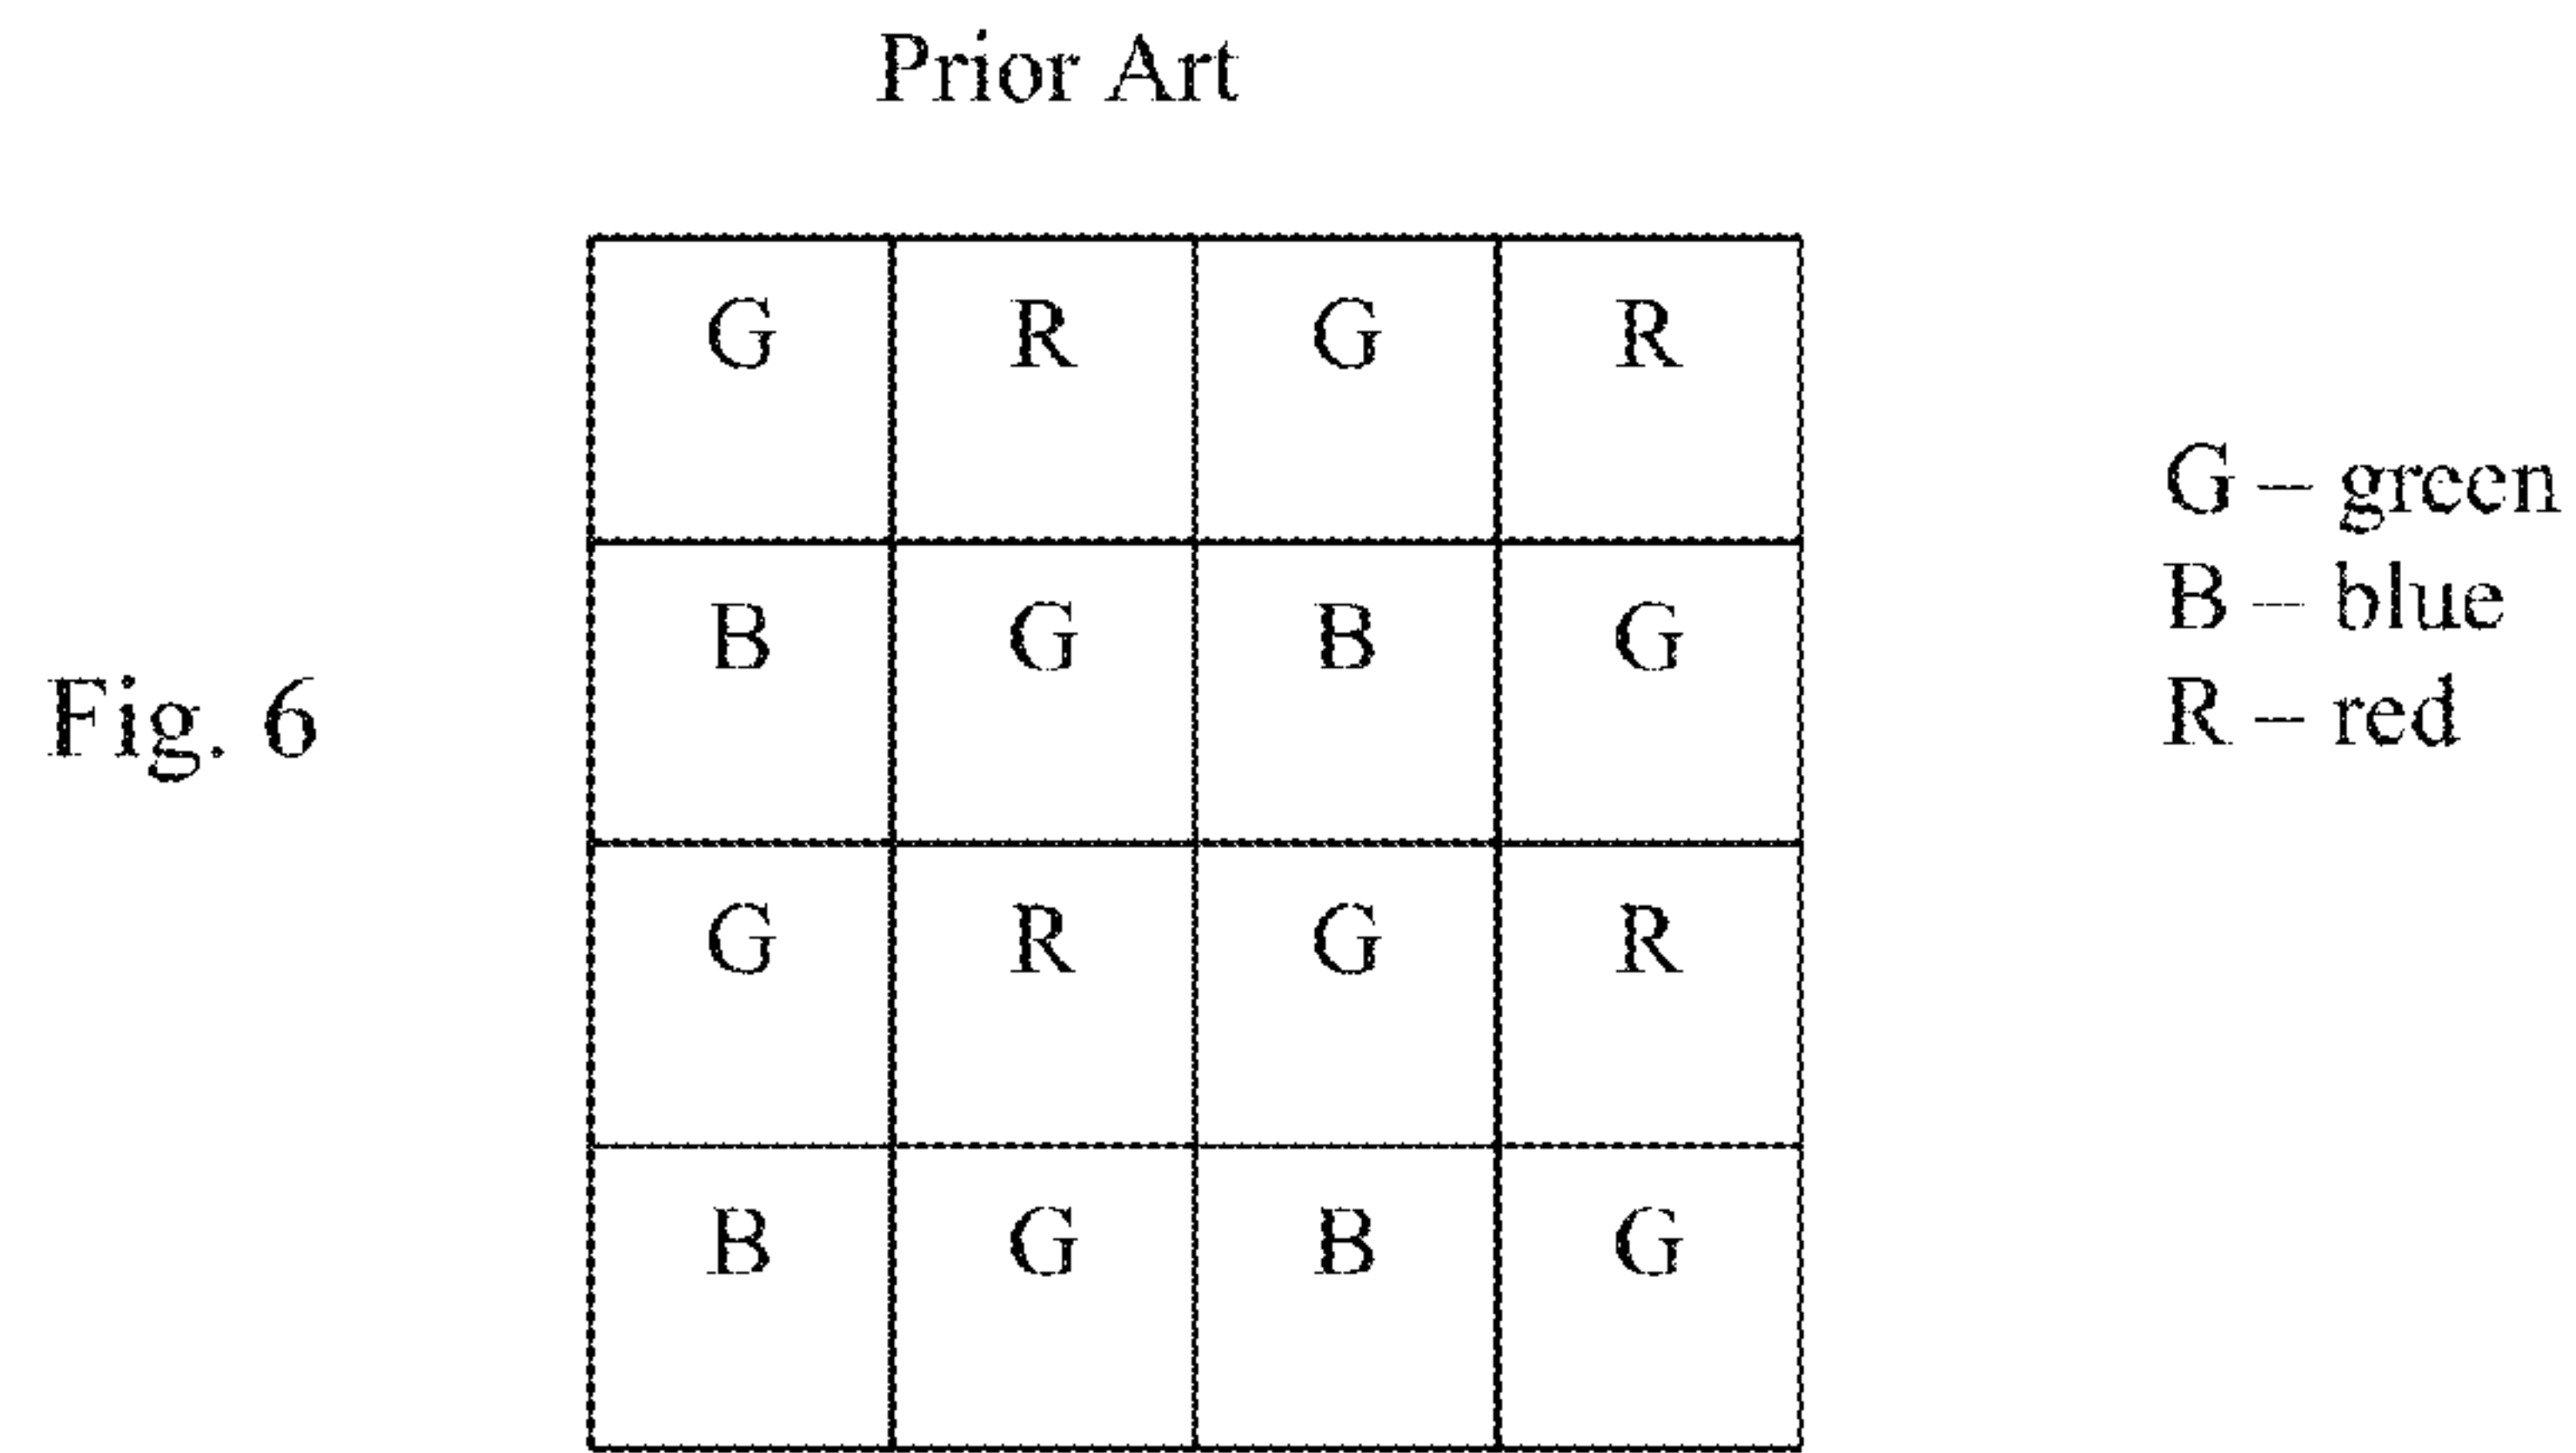 Prior Art
G R G R
B G B G
G R G R
B G B G
Fig. 6
G – green
B – blue
R – red